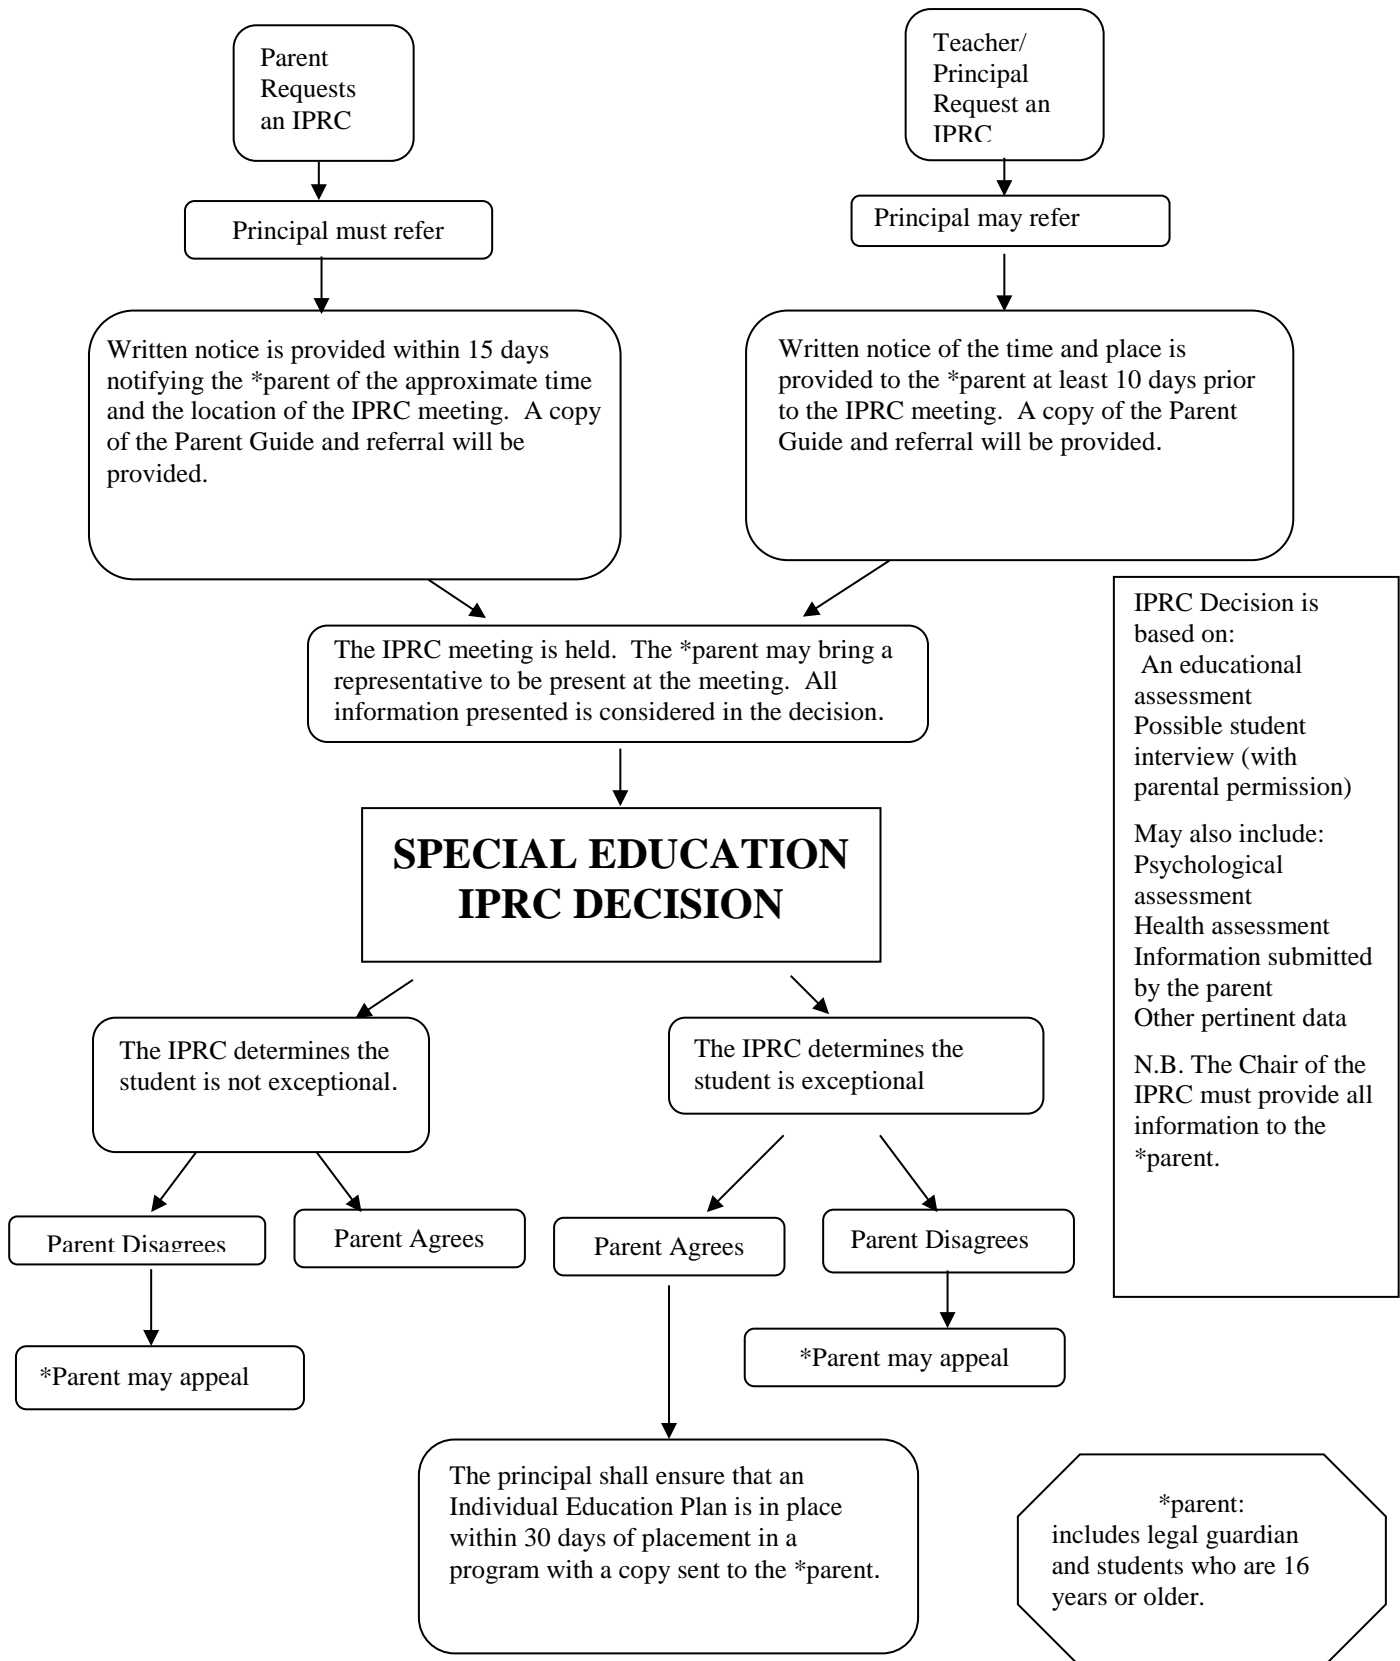 Parent
Requests
an IPRC
Teacher/
Principal
Request an
IPRC
Principal must refer
Principal may refer
Written notice is provided within 15 days
notifying the *parent of the approximate time
and the location of the IPRC meeting.  A copy
of the Parent Guide and referral will be
provided.
Written notice of the time and place is
provided to the *parent at least 10 days prior
to the IPRC meeting.  A copy of the Parent
Guide and referral will be provided.
The IPRC meeting is held.  The *parent may bring a
representative to be present at the meeting.  All
information presented is considered in the decision.
IPRC Decision is
based on:
An educational
assessment
Possible student
interview (with
parental permission)
May also include:
Psychological
assessment
Health assessment
Information submitted
by the parent
Other pertinent data
N.B. The Chair of the
IPRC must provide all
information to the
*parent.
SPECIAL EDUCATION
IPRC DECISION
The IPRC determines the
student is not exceptional.
The IPRC determines the
student is exceptional
Parent Disagrees
Parent Agrees
Parent Agrees
Parent Disagrees
*Parent may appeal
*Parent may appeal
The principal shall ensure that an
Individual Education Plan is in place
within 30 days of placement in a
program with a copy sent to the *parent.
*parent:
includes legal guardian
and students who are 16
years or older.